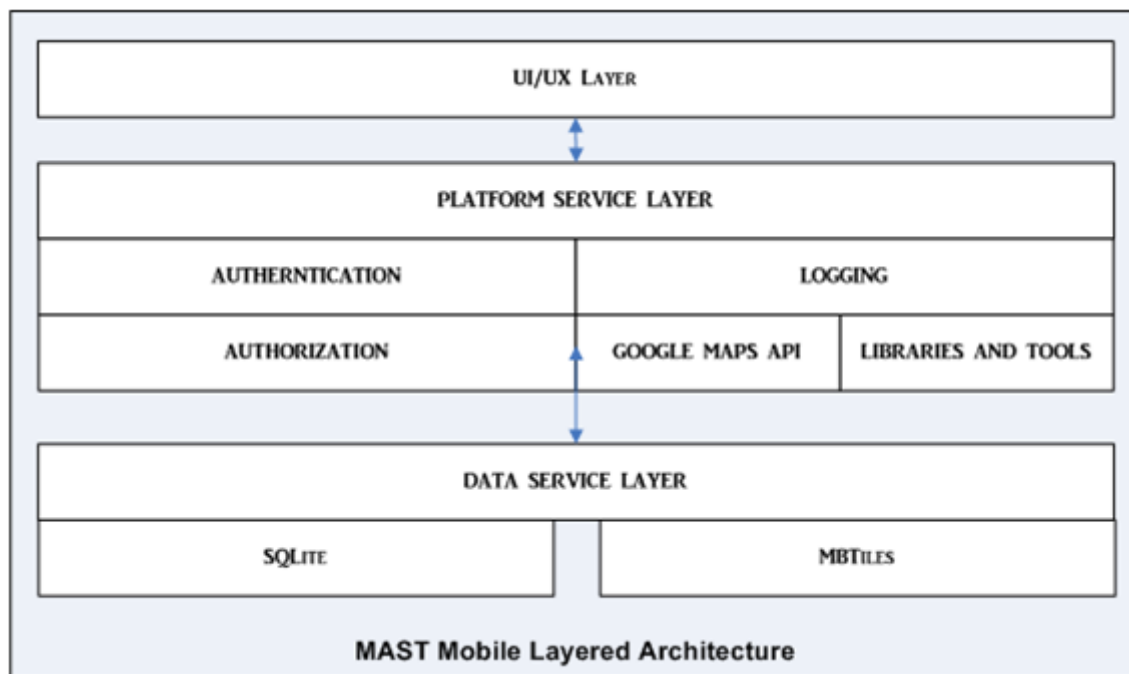 UI/UX LAYER
PLATFORM SERVICE LAYER
AUTHERNTICATION
LOGGING
AUTHORIZATION
GOOGLE MAPS API
LIBRARIES AND TOOLS
DATA SERVICE LAYER
SQLITE
MBTILES
MAST Mobile Layered Architecture